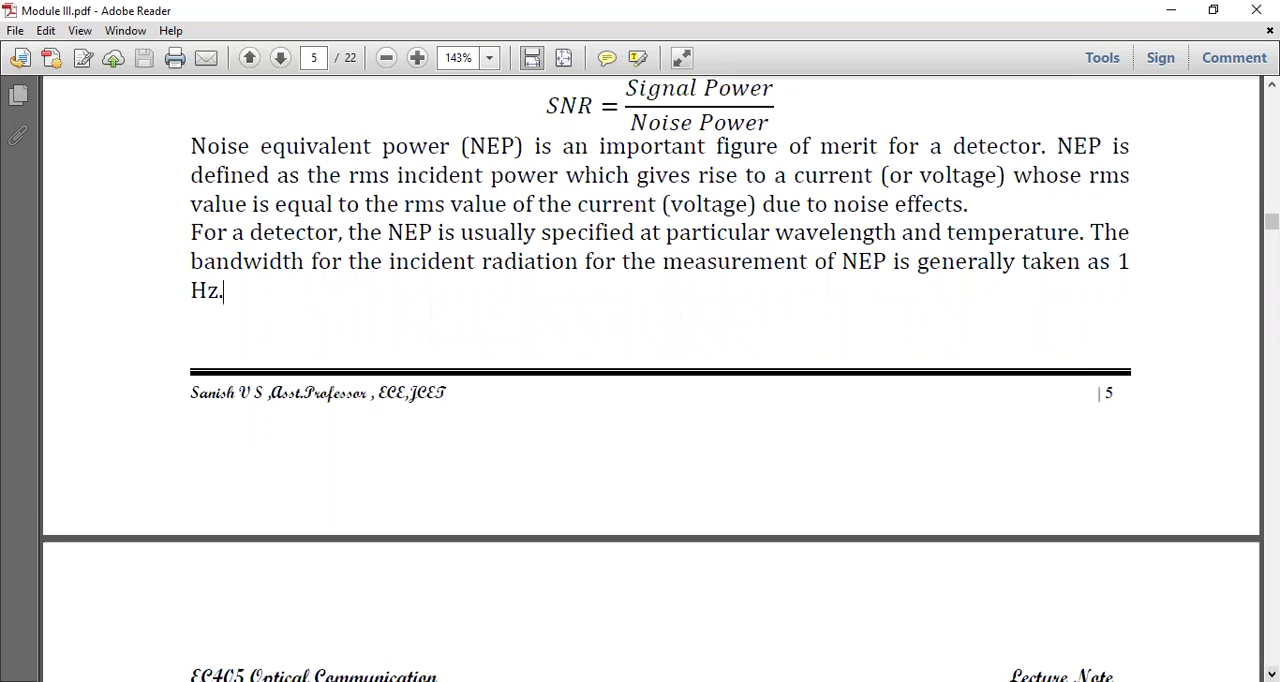 Module III.pdf - Adobe Reader
File Edit View Window Help
5 / 22 143% Tools Sign Comment
SNR = Signal Power
Noise Power
Noise equivalent power (NEP) is an important figure of merit for a detector. NEP is
defined as the rms incident power which gives rise to a current (or voltage) whose rms
value is equal to the rms value of the current (voltage) due to noise effects.
For a detector, the NEP is usually specified at particular wavelength and temperature. The
bandwidth for the incident radiation for the measurement of NEP is generally taken as 1
Hz.
Sanish V S ,Asst.Professor , ECE,JCET | 5
EC405 Optical Communication Lecture Note